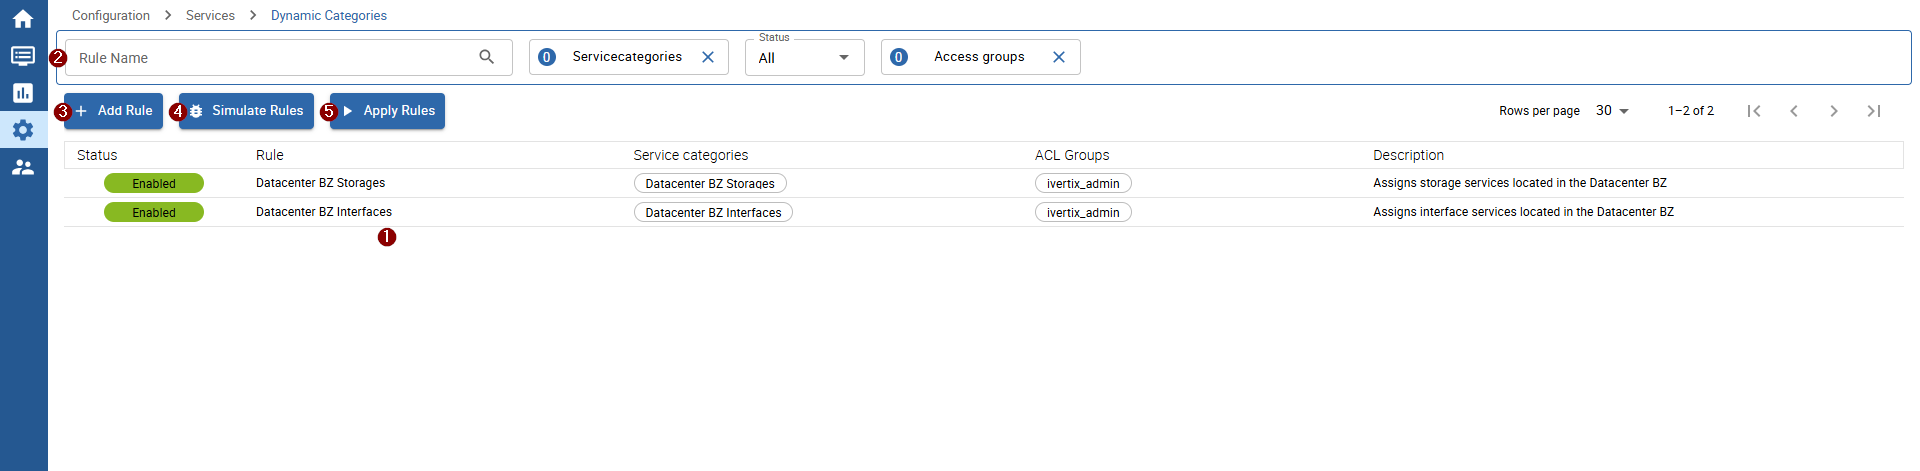 Configuration > Services > Dynamic Categories
2 Rule Name 0 Servicecategories Status All 0 Access groups
3 + Add Rule 4 Simulate Rules 5 Apply Rules Rows per page 30 1–2 of 2
Status Rule Service categories ACL Groups Description
Enabled Datacenter BZ Storages Datacenter BZ Storages ivertix_admin Assigns storage services located in the Datacenter BZ
Enabled Datacenter BZ Interfaces Datacenter BZ Interfaces ivertix_admin Assigns interface services located in the Datacenter BZ
1